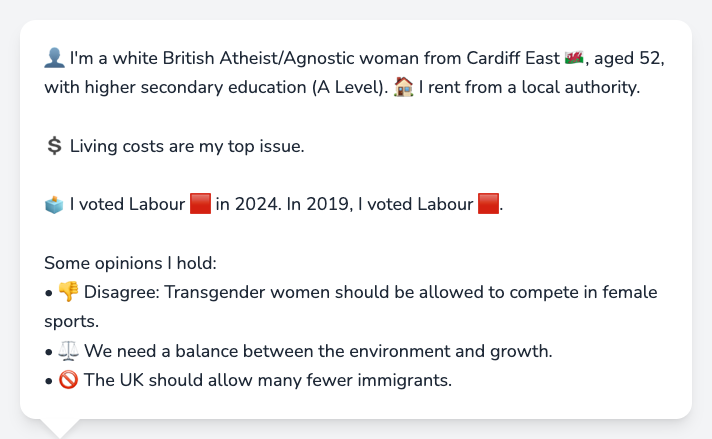 👤 I'm a white British Atheist/Agnostic woman from Cardiff East 🏴󠁧󠁢󠁷󠁬󠁳󠁿, aged 52,
with higher secondary education (A Level). 🏠 I rent from a local authority.
💲 Living costs are my top issue.
🗳️ I voted Labour 🟥 in 2024. In 2019, I voted Labour 🟥.
Some opinions I hold:
• 👎 Disagree: Transgender women should be allowed to compete in female
sports.
• ⚖️ We need a balance between the environment and growth.
• 🚫 The UK should allow many fewer immigrants.